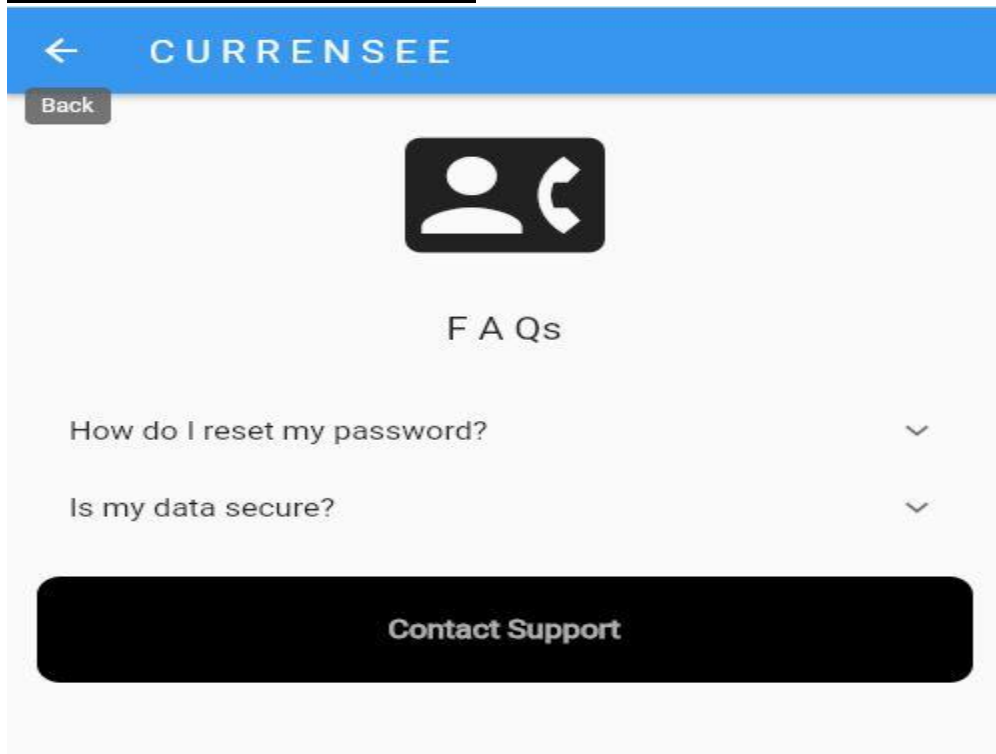 CURRENSEE
Back
F A Qs
How do I reset my password?
Is my data secure?
Contact Support